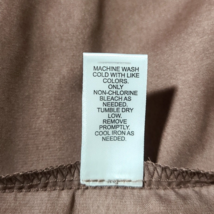 MACHINE WASH
COLD WITH LIKE
COLORS.
ONLY
NON-CHLORINE
BLEACH AS
NEEDED.
TUMBLE DRY
LOW.
REMOVE
PROMPTLY.
COOL IRON AS
NEEDED.